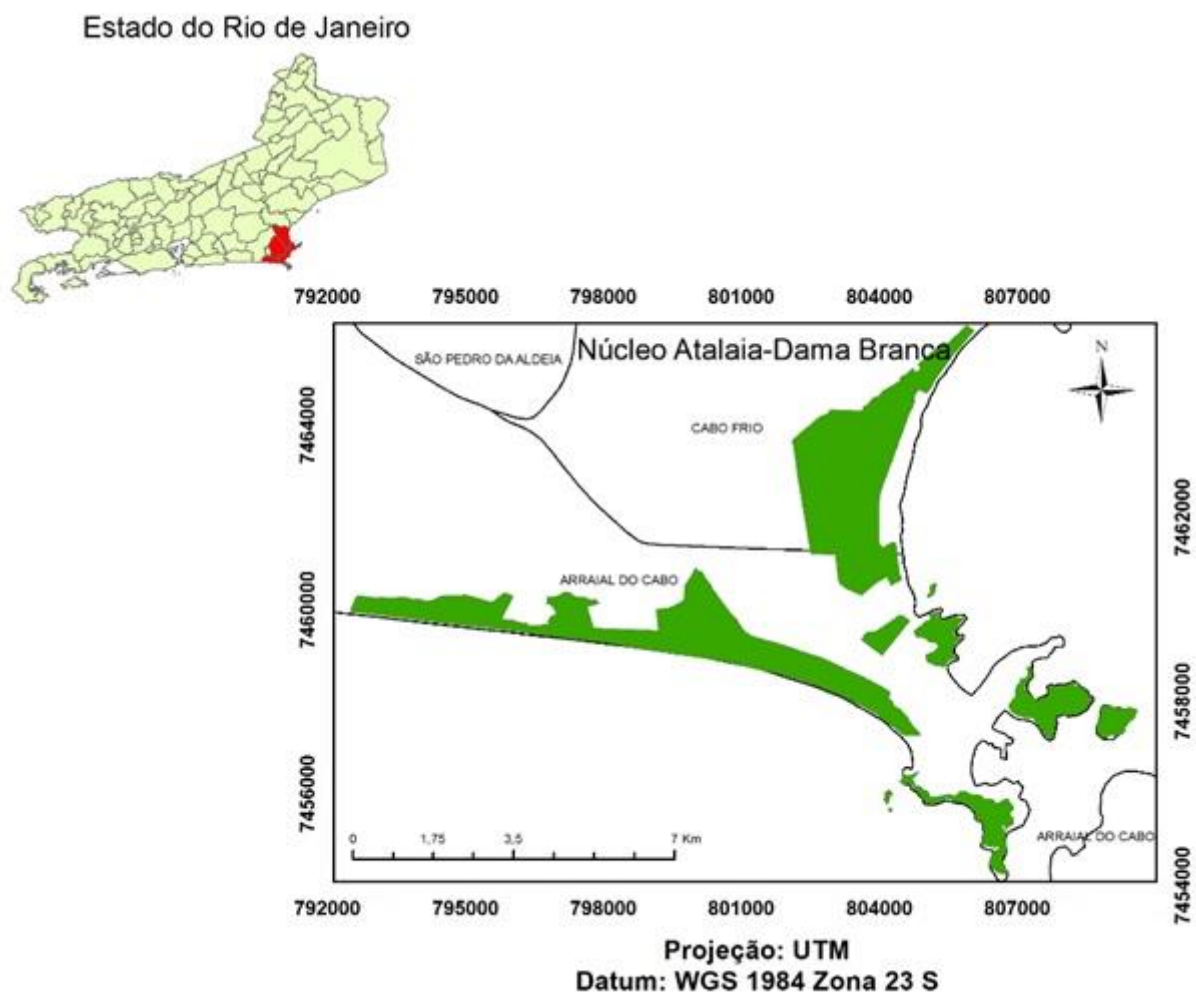 Estado do Rio de Janeiro
792000 795000 798000 801000 804000 807000
SÃO PEDRO DA ALDEIA
Núcleo Atalaia-Dama Branca
N
CABO FRIO
7464000
7462000
ARRAIAL DO CABO
7460000
7458000
7456000
0 1,75 3,5 7 Km
ARRAIAL DO CABO
7454000
792000 795000 798000 801000 804000 807000
Projeção: UTM
Datum: WGS 1984 Zona 23 S